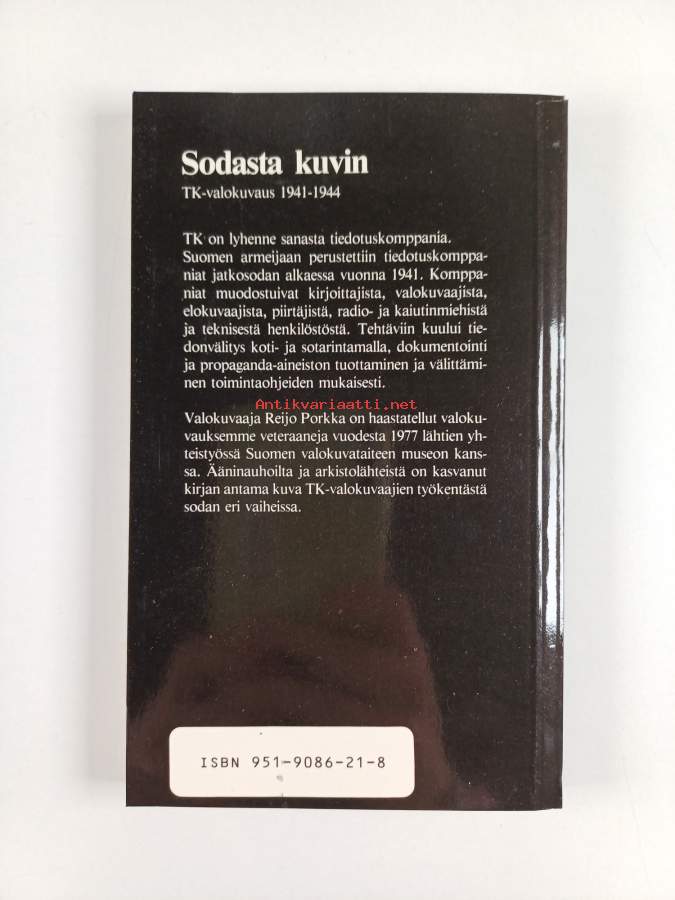 Sodasta kuvin
TK-valokuvaus 1941-1944
TK on lyhenne sanasta tiedotuskomppania.
Suomen armeijaan perustettiin tiedotuskomppa-
niat jatkosodan alkaessa vuonna 1941. Komppa-
niat muodostuivat kirjoittajista, valokuvaajista,
elokuvaajista, piirtäjistä, radio- ja kaiutinmiehistä
ja teknisestä henkilöstöstä. Tehtäviin kuului tie-
donvälitys koti- ja sotarintamalla, dokumentointi
ja propaganda-aineiston tuottaminen ja välittämi-
nen toimintaohjeiden mukaisesti.
Antikvariaatti.net
Valokuvaaja Reijo Porkka on haastatellut valoku-
vauksemme veteraaneja vuodesta 1977 lähtien yh-
teistyössä Suomen valokuvataiteen museon kans-
sa. Ääninauhoilta ja arkistolähteistä on kasvanut
kirjan antama kuva TK-valokuvaajien työkentästä
sodan eri vaiheissa.
ISBN 951-9086-21-8